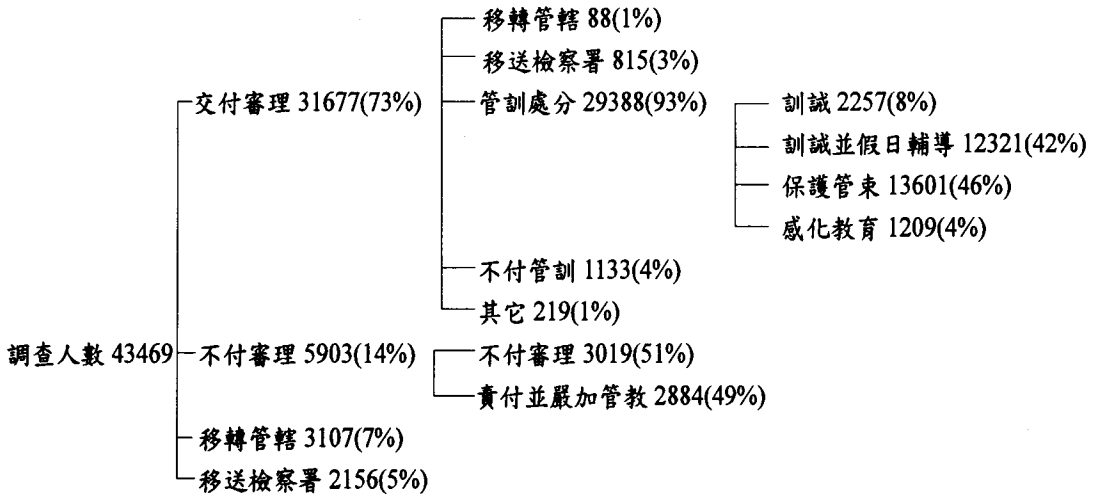 移轉管轄 88(1%)
移送檢察署 815(3%)
交付審理 31677(73%)
管訓處分 29388(93%)
訓誡 2257(8%)
訓誡並假日輔導 12321(42%)
保護管束 13601(46%)
感化教育 1209(4%)
不付管訓 1133(4%)
其它 219(1%)
調查人數 43469
不付審理 5903(14%)
不付審理 3019(51%)
責付並嚴加管教 2884(49%)
移轉管轄 3107(7%)
移送檢察署 2156(5%)